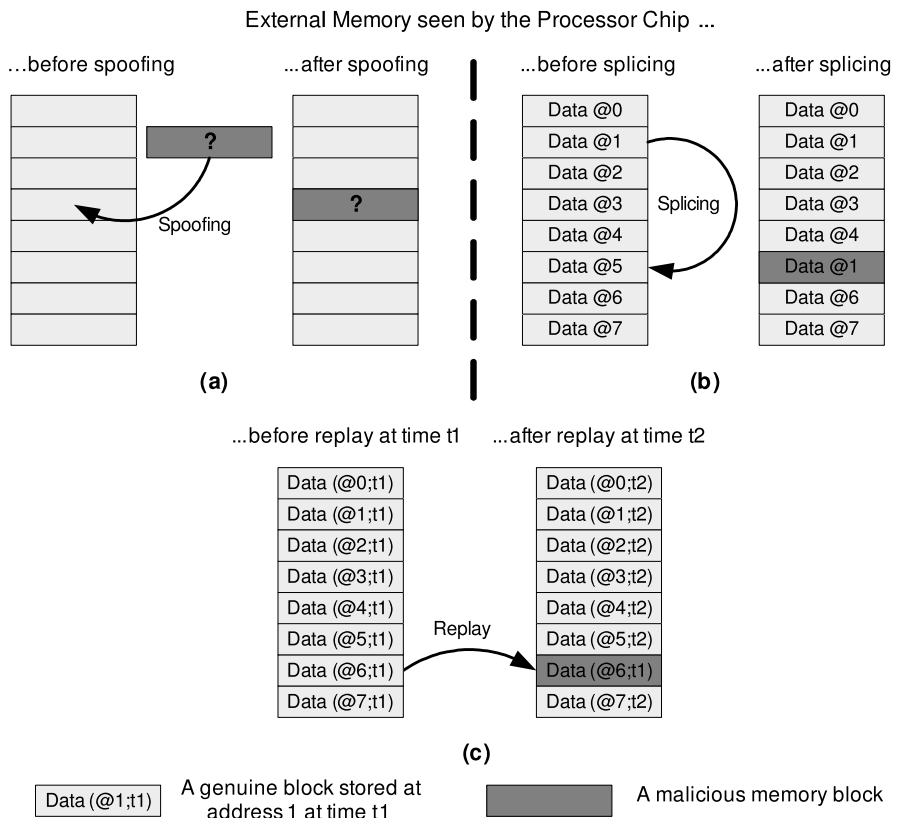 External Memory seen by the Processor Chip ...
...before spoofing
...after spoofing
?
Spoofing
?
(a)
...before splicing
...after splicing
Data @0
Data @1
Data @2
Data @3
Data @4
Data @5
Data @6
Data @7
Splicing
Data @0
Data @1
Data @2
Data @3
Data @4
Data @1
Data @6
Data @7
(b)
...before replay at time t1
...after replay at time t2
Data (@0;t1)
Data (@1;t1)
Data (@2;t1)
Data (@3;t1)
Data (@4;t1)
Data (@5;t1)
Data (@6;t1)
Data (@7;t1)
Replay
Data (@0;t2)
Data (@1;t2)
Data (@2;t2)
Data (@3;t2)
Data (@4;t2)
Data (@5;t2)
Data (@6;t1)
Data (@7;t2)
(c)
Data (@1;t1)
A genuine block stored at
address 1 at time t1
A malicious memory block